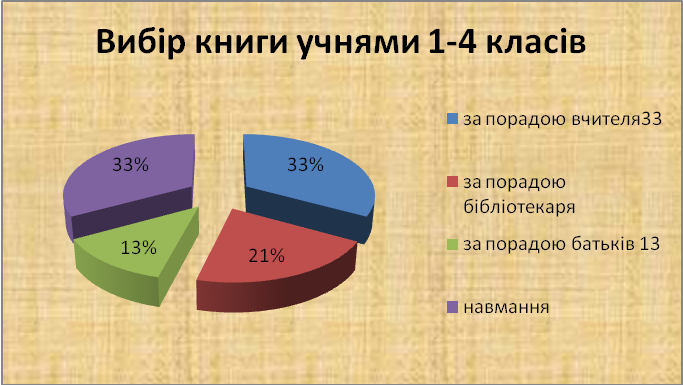 Вибір книги учнями 1-4 класів
33%
33%
13%
21%
за порадою вчителя33
за порадою
бібліотекаря
за порадою батьків 13
навмання